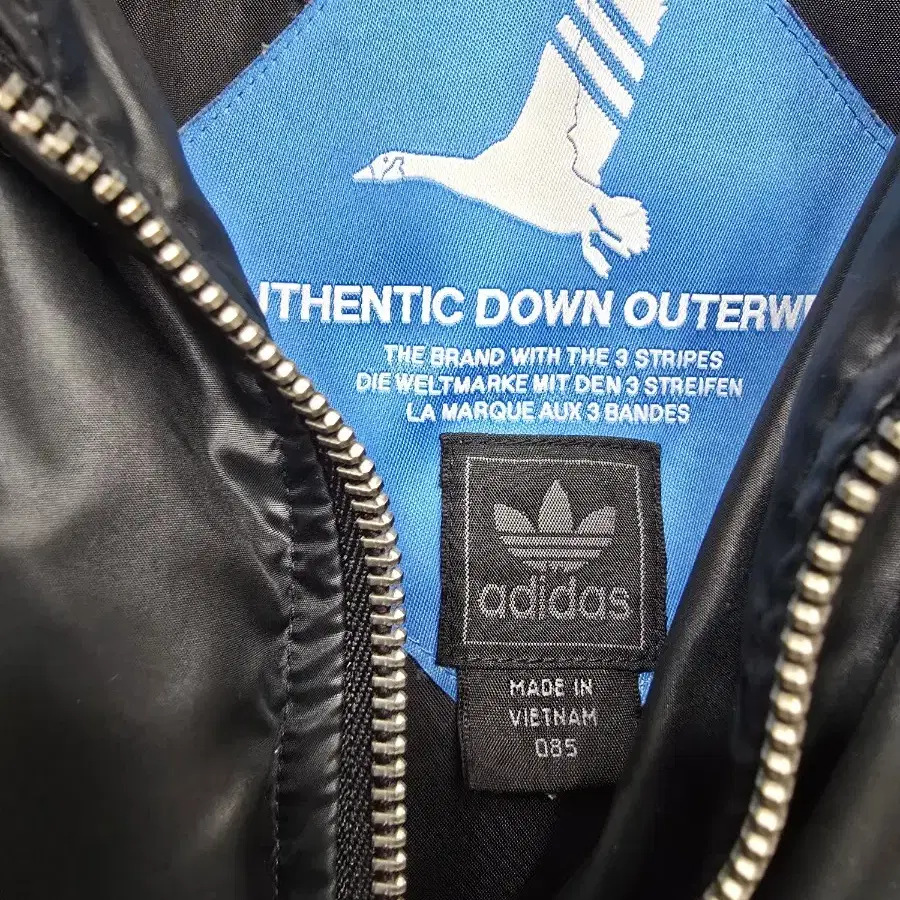 THENTIC DOWN OUTERW
THE BRAND WITH THE 3 STRIPES
DIE WELTMARKE MIT DEN 3 STREIFEN
LA MARQUE AUX 3 BANDES
adidas
MADE IN
VIETNAM
085